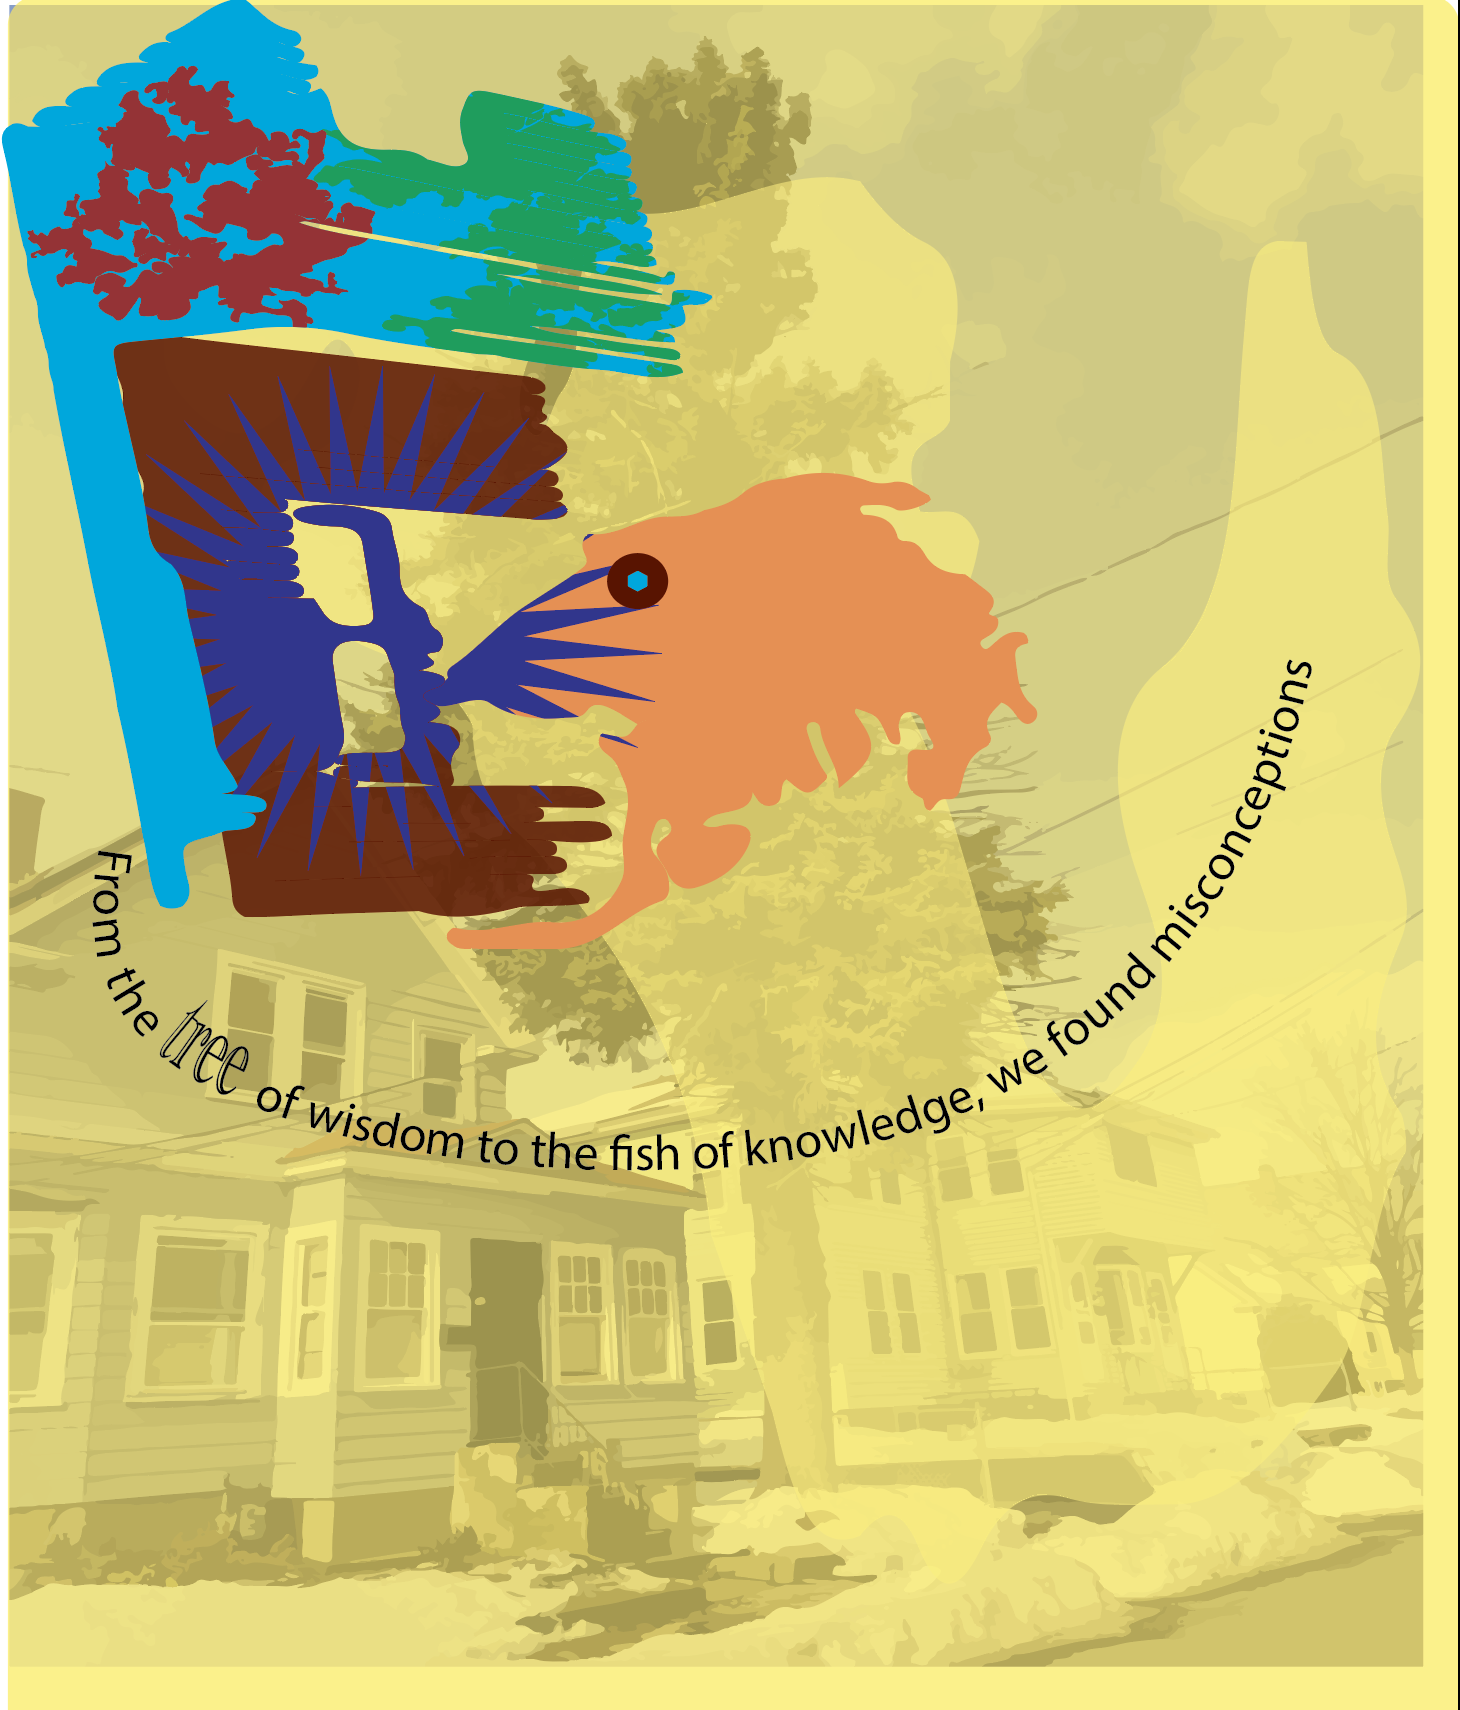 From the tree of wisdom to the fish of knowledge, we found misconceptions